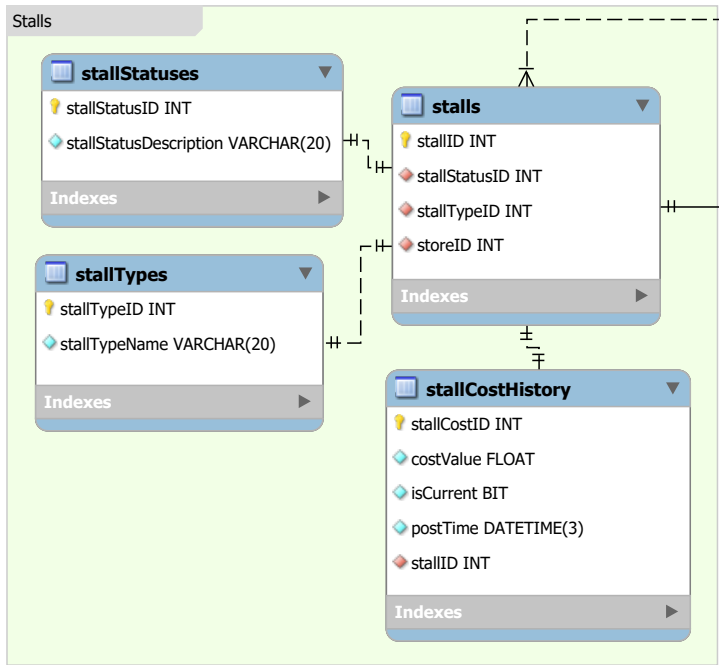 Stalls
stallStatuses
stallStatusID INT
stallStatusDescription VARCHAR(20)
Indexes
stallTypes
stallTypeID INT
stallTypeName VARCHAR(20)
Indexes
stalls
stallID INT
stallStatusID INT
stallTypeID INT
storeID INT
Indexes
stallCostHistory
stallCostID INT
costValue FLOAT
isCurrent BIT
postTime DATETIME(3)
stallID INT
Indexes